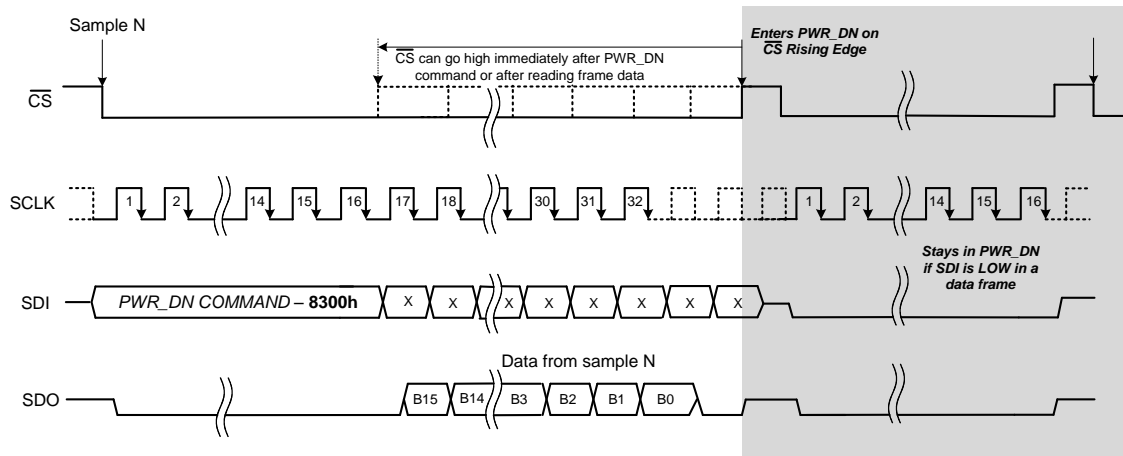 Sample N
Enters PWR_DN on
CS Rising Edge
CS can go high immediately after PWR_DN
command or after reading frame data
CS
SCLK
1 2 14 15 16 17 18 30 31 32 1 2 14 15 16
Stays in PWR_DN
if SDI is LOW in a
data frame
SDI
PWR_DN COMMAND – 8300h
X X X X X X X X
Data from sample N
SDO
B15 B14 B3 B2 B1 B0